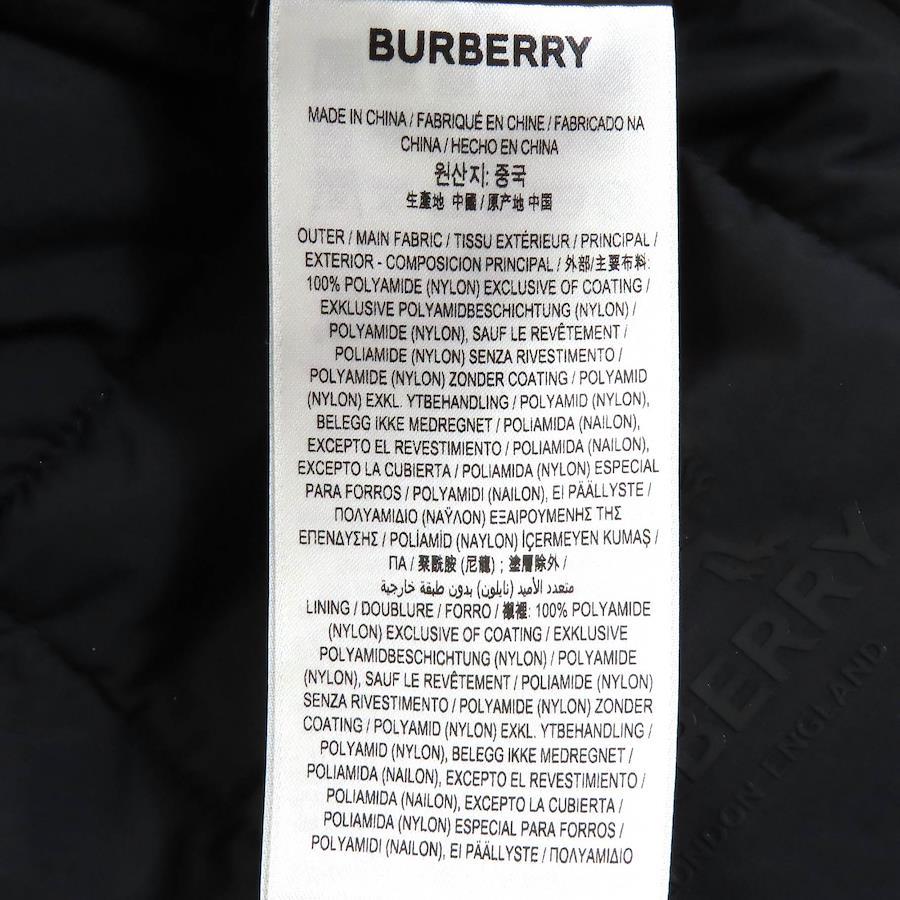 BURBERRY
MADE IN CHINA / FABRIQUÉ EN CHINE / FABRICADO NA
CHINA / HECHO EN CHINA
원산지: 중국
生產地 中國 / 原产地 中国
OUTER / MAIN FABRIC / TISSU EXTÉRIEUR / PRINCIPAL /
EXTERIOR - COMPOSICION PRINCIPAL / 外部/主要布料:
100% POLYAMIDE (NYLON) EXCLUSIVE OF COATING /
EXKLUSIVE POLYAMIDBESCHICHTUNG (NYLON) /
POLYAMIDE (NYLON), SAUF LE REVÊTEMENT /
POLIAMIDE (NYLON) SENZA RIVESTIMENTO /
POLYAMIDE (NYLON) ZONDER COATING / POLYAMID
(NYLON) EXKL. YTBEHANDLING / POLYAMID (NYLON),
BELEGG IKKE MEDREGNET / POLIAMIDA (NAILON),
EXCEPTO EL REVESTIMIENTO / POLIAMIDA (NAILON),
EXCEPTO LA CUBIERTA / POLIAMIDA (NYLON) ESPECIAL
PARA FORROS / POLYAMIDI (NAILON), EI PÄÄLLYSTE /
ΠΟΛΥΑΜΙΔΙΟ (ΝΑΫΛΟΝ) ΕΞΑΙΡΟΥΜΕΝΗΣ ΤΗΣ
ΕΠΕΝΔΥΣΗΣ / POLİAMİD (NAYLON) İÇERMEYEN KUMAŞ /
ПА / 聚酰胺 (尼龍) ; 塗層除外 /
متعدد الأميد (نايلون) بدون طبقة خارجية
LINING / DOUBLURE / FORRO / 襯裡: 100% POLYAMIDE
(NYLON) EXCLUSIVE OF COATING / EXKLUSIVE
POLYAMIDBESCHICHTUNG (NYLON) / POLYAMIDE
(NYLON), SAUF LE REVÊTEMENT / POLIAMIDE (NYLON)
SENZA RIVESTIMENTO / POLYAMIDE (NYLON) ZONDER
COATING / POLYAMID (NYLON) EXKL. YTBEHANDLING /
POLYAMID (NYLON), BELEGG IKKE MEDREGNET /
POLIAMIDA (NAILON), EXCEPTO EL REVESTIMIENTO /
POLIAMIDA (NAILON), EXCEPTO LA CUBIERTA /
POLIAMIDA (NYLON) ESPECIAL PARA FORROS /
POLYAMIDI (NAILON), EI PÄÄLLYSTE / ΠΟΛΥΑΜΙΔΙΟ
BERRY
ONDON ENGLAND